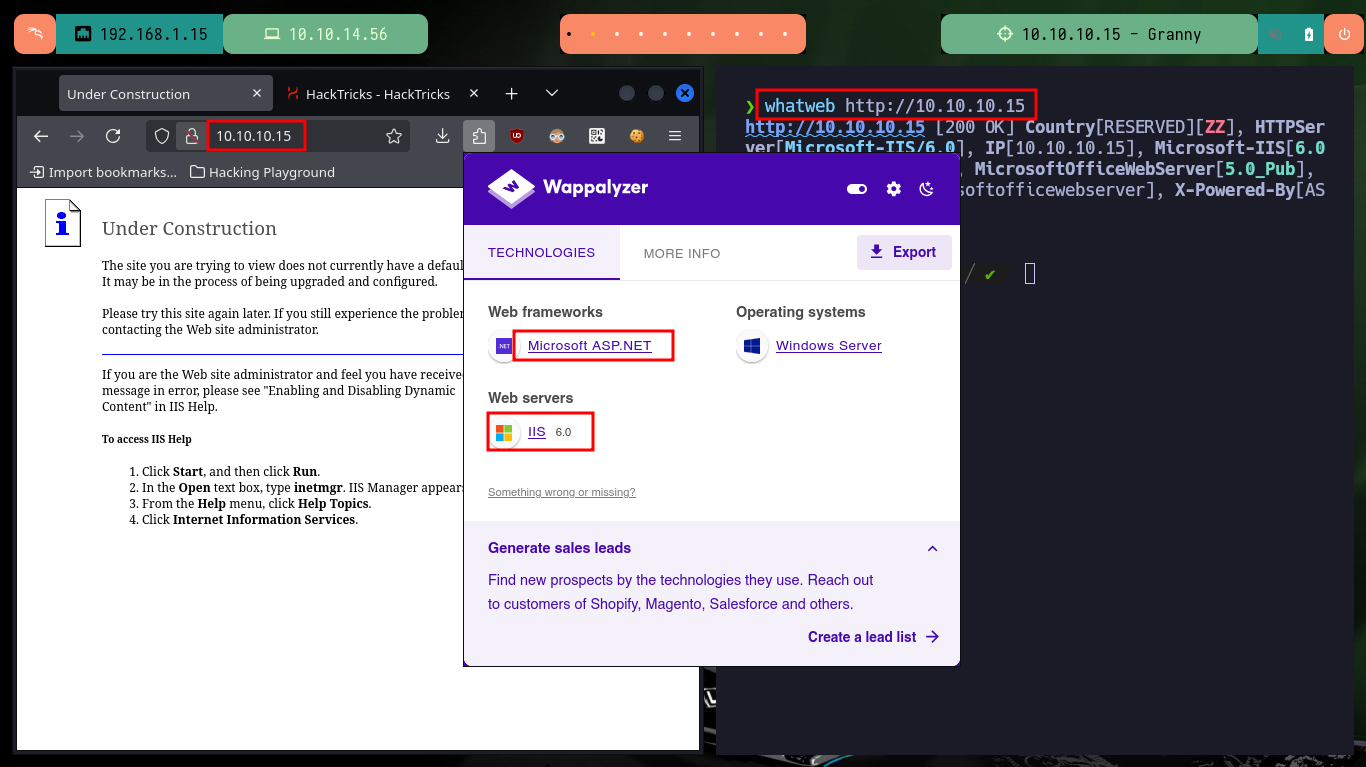 192.168.1.15
10.10.14.56
10.10.10.15 - Granny
Under Construction
HackTricks - HackTricks
10.10.10.15
Import bookmarks...
Hacking Playground
Under Construction
The site you are trying to view does not currently have a defaul
It may be in the process of being upgraded and configured.
Please try this site again later. If you still experience the problem
contacting the Web site administrator.
If you are the Web site administrator and feel you have received
message in error, please see "Enabling and Disabling Dynamic
Content" in IIS Help.
To access IIS Help
1. Click Start, and then click Run.
2. In the Open text box, type inetmgr. IIS Manager appears
3. From the Help menu, click Help Topics.
4. Click Internet Information Services.
Wappalyzer
TECHNOLOGIES
MORE INFO
Export
Web frameworks
.NET
Microsoft ASP.NET
Operating systems
Windows Server
Web servers
IIS 6.0
Something wrong or missing?
Generate sales leads
Find new prospects by the technologies they use. Reach out
to customers of Shopify, Magento, Salesforce and others.
Create a lead list
❯ whatweb http://10.10.10.15
http://10.10.10.15 [200 OK] Country[RESERVED][ZZ], HTTPSer
ver[Microsoft-IIS/6.0], IP[10.10.10.15], Microsoft-IIS[6.0
, MicrosoftOfficeWebServer[5.0_Pub],
softofficewebserver], X-Powered-By[AS
/ ✔